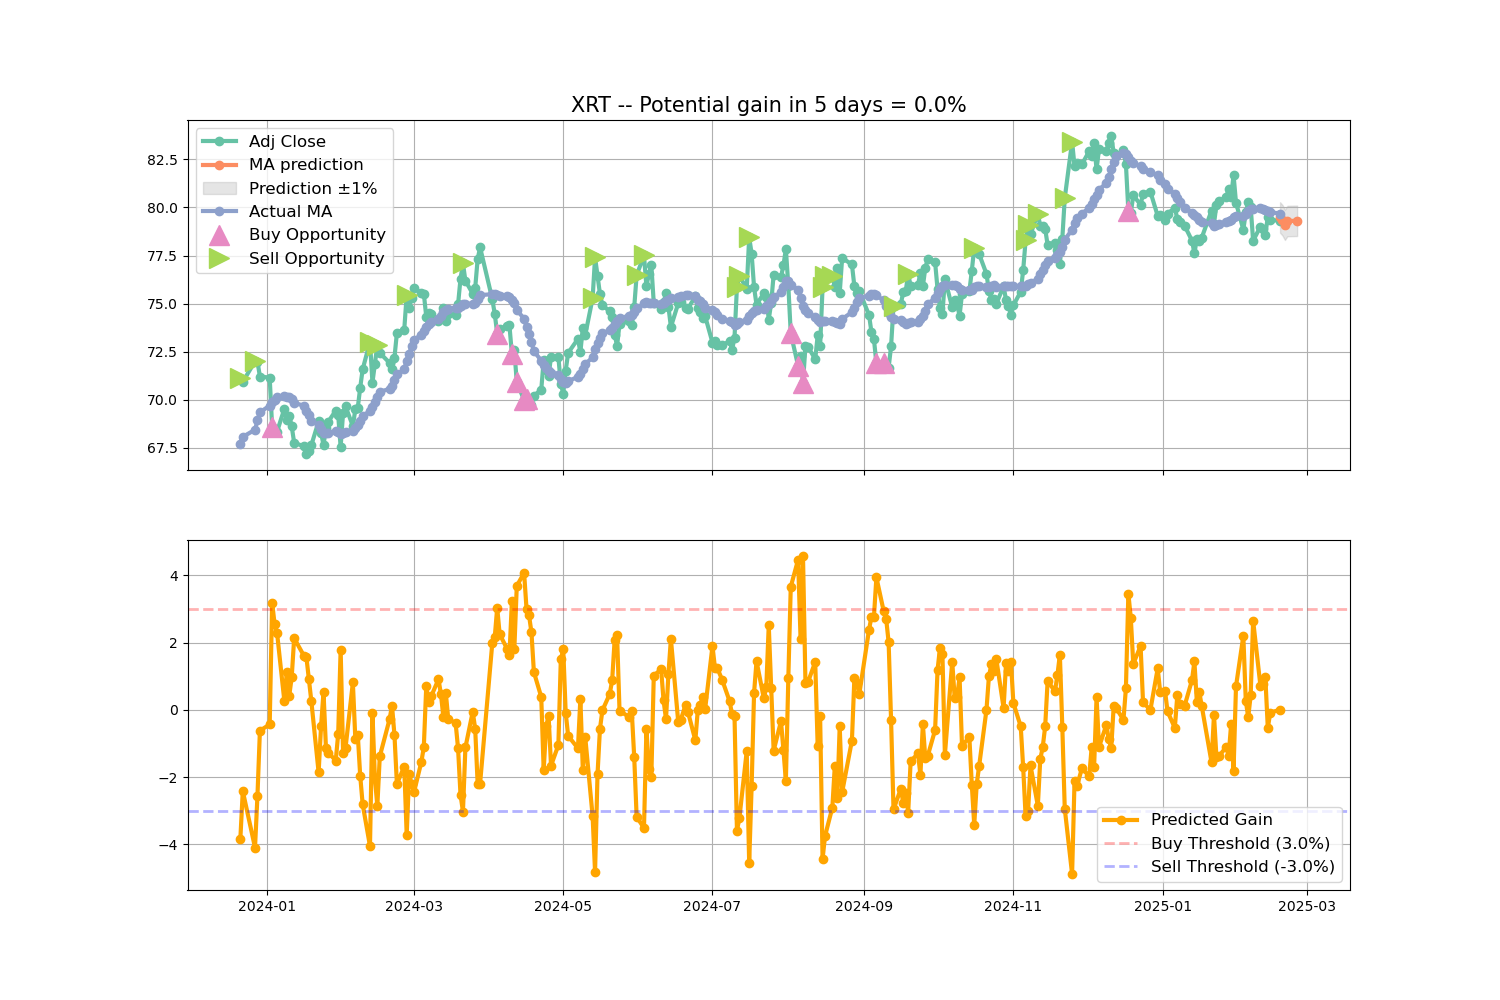 XRT -- Potential gain in 5 days = 0.0%
Adj Close
MA prediction
Prediction ±1%
Actual MA
Buy Opportunity
Sell Opportunity
82.5
80.0
77.5
75.0
72.5
70.0
67.5
4
2
0
−2
−4
Predicted Gain
Buy Threshold (3.0%)
Sell Threshold (-3.0%)
2024-01
2024-03
2024-05
2024-07
2024-09
2024-11
2025-01
2025-03